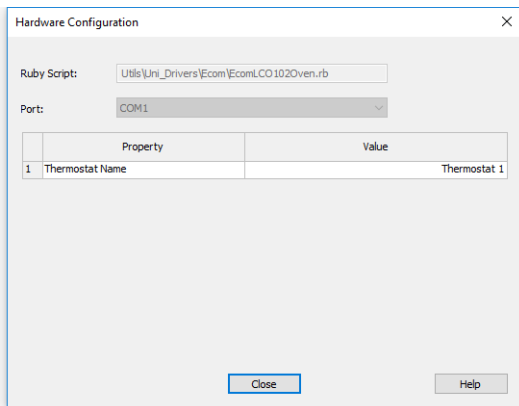 Hardware Configuration
Ruby Script: Utils\Uni_Drivers\Ecom\EcomLCO102Oven.rb
Port: COM1
Property Value
1 Thermostat Name Thermostat 1
Close Help